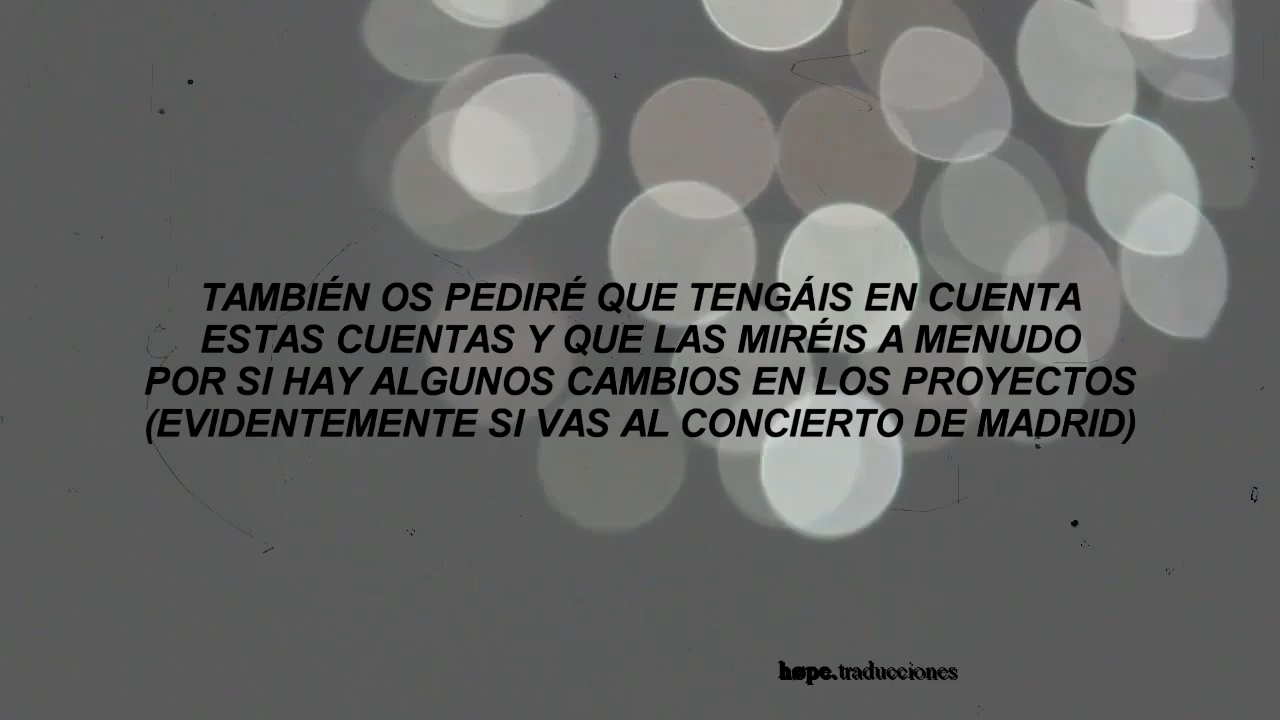 TAMBIÉN OS PEDIRÉ QUE TENGÁIS EN CUENTA
ESTAS CUENTAS Y QUE LAS MIRÉIS A MENUDO
POR SI HAY ALGUNOS CAMBIOS EN LOS PROYECTOS
(EVIDENTEMENTE SI VAS AL CONCIERTO DE MADRID)
høpe.traducciones